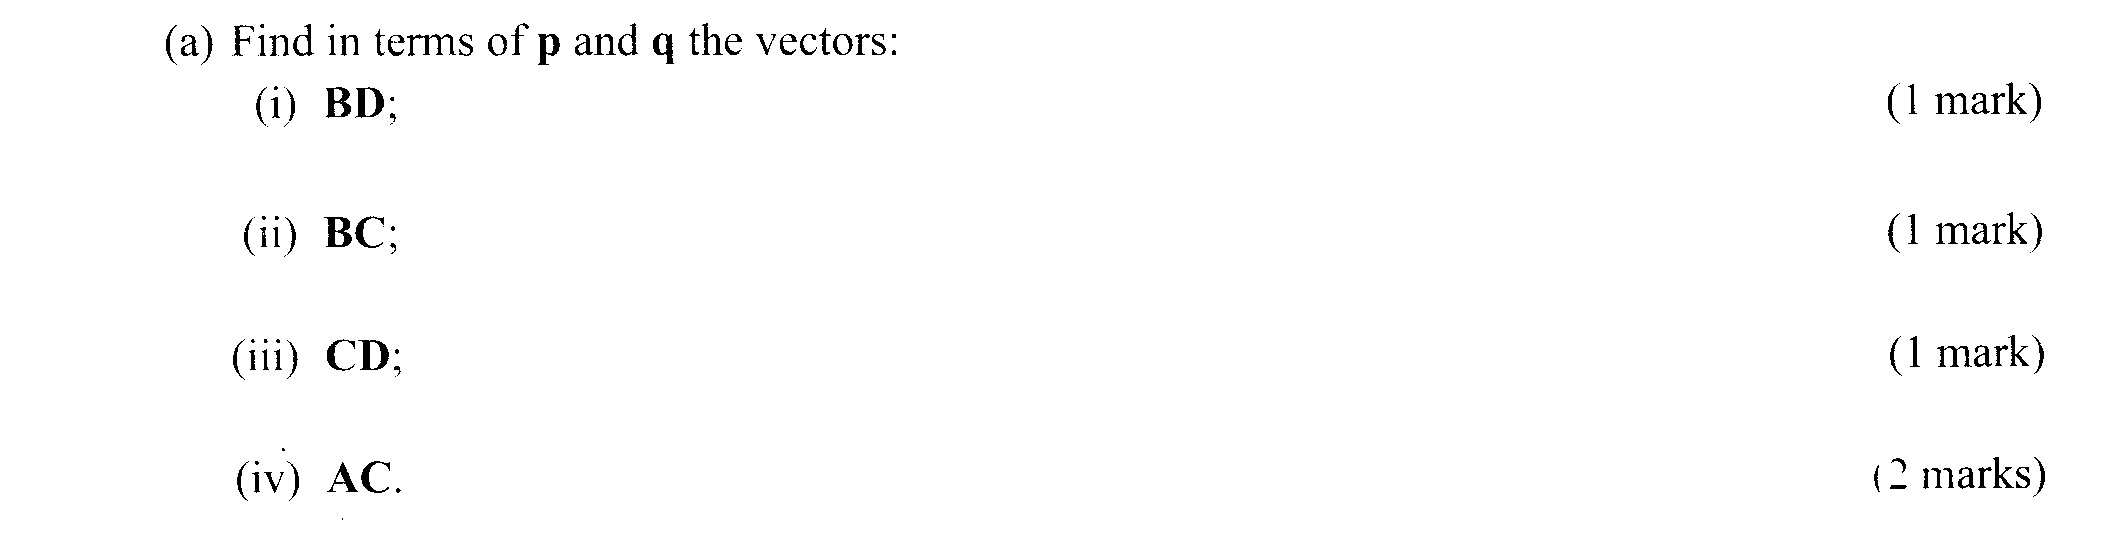 (a) Find in terms of p and q the vectors:
(i) BD; (1 mark)
(ii) BC; (1 mark)
(iii) CD; (1 mark)
(iv) AC. (2 marks)